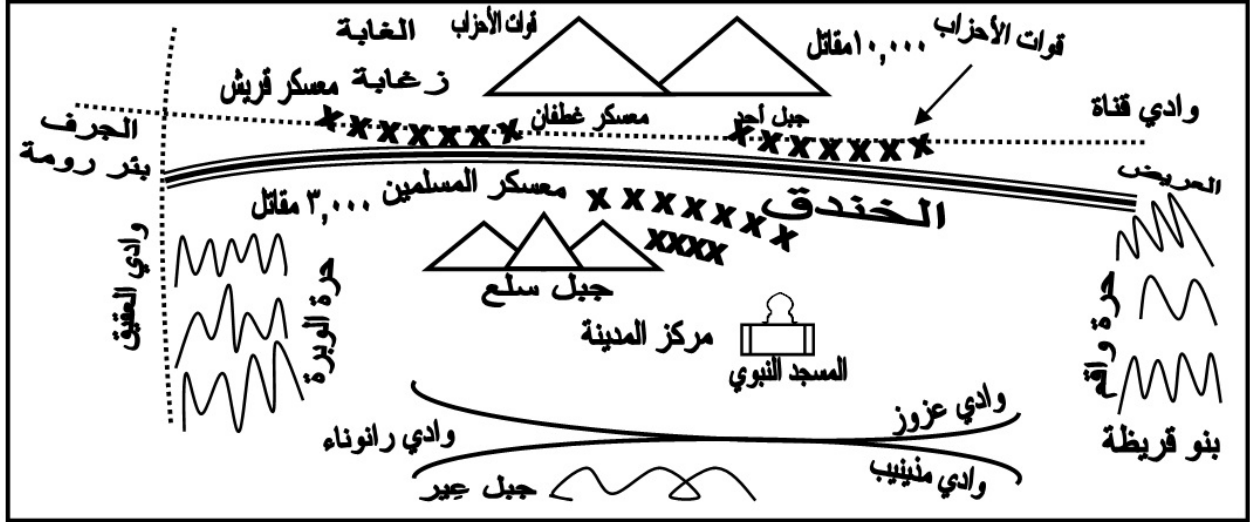 قوات الأحزاب
١٠,٠٠٠ مقاتل
قوات الأحزاب
الغابة
زغابة
معسكر قريش
وادي قناة
جبل أحد
معسكر غطفان
الجرف
بئر رومة
العريض
الخندق
معسكر المسلمين
٣,٠٠٠ مقاتل
جبل سلع
حرة الوبرة
وادي العقيق
حرة واقم
مركز المدينة
المسجد النبوي
وادي عزوز
وادي رانوناء
بنو قريظة
وادي مذينيب
جبل عِير